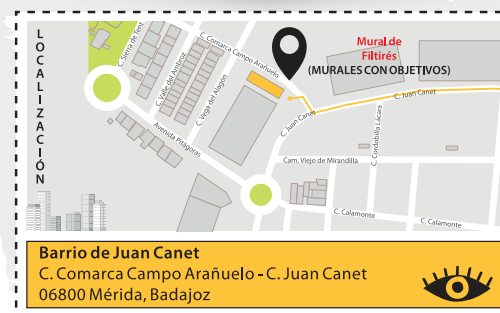 LOCALIZACIÓN
C. Sierra de Tent
C. Valle del Ambroz
C. Vega del Alagón
C. Comarca Campo Arañuelo
Mural de
Filtirés
(MURALES CON OBJETIVOS)
C. Juan Canet
C. Juan Canet
Avenida Pitágoras
Cam. Viejo de Mirandilla
C. Cordobilla Lácara
C. Calamonte
C. Calamonte
Barrio de Juan Canet
C. Comarca Campo Arañuelo - C. Juan Canet
06800 Mérida, Badajoz